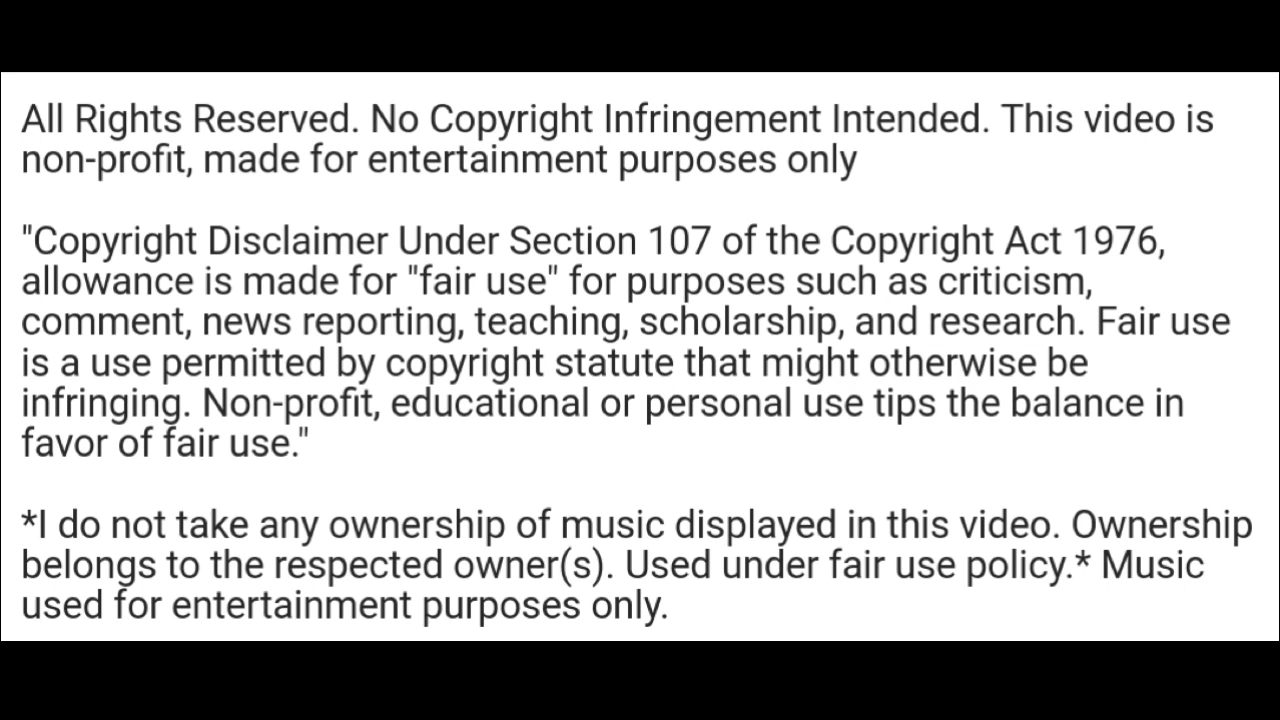 All Rights Reserved. No Copyright Infringement Intended. This video is
non-profit, made for entertainment purposes only
"Copyright Disclaimer Under Section 107 of the Copyright Act 1976,
allowance is made for "fair use" for purposes such as criticism,
comment, news reporting, teaching, scholarship, and research. Fair use
is a use permitted by copyright statute that might otherwise be
infringing. Non-profit, educational or personal use tips the balance in
favor of fair use."
*I do not take any ownership of music displayed in this video. Ownership
belongs to the respected owner(s). Used under fair use policy.* Music
used for entertainment purposes only.